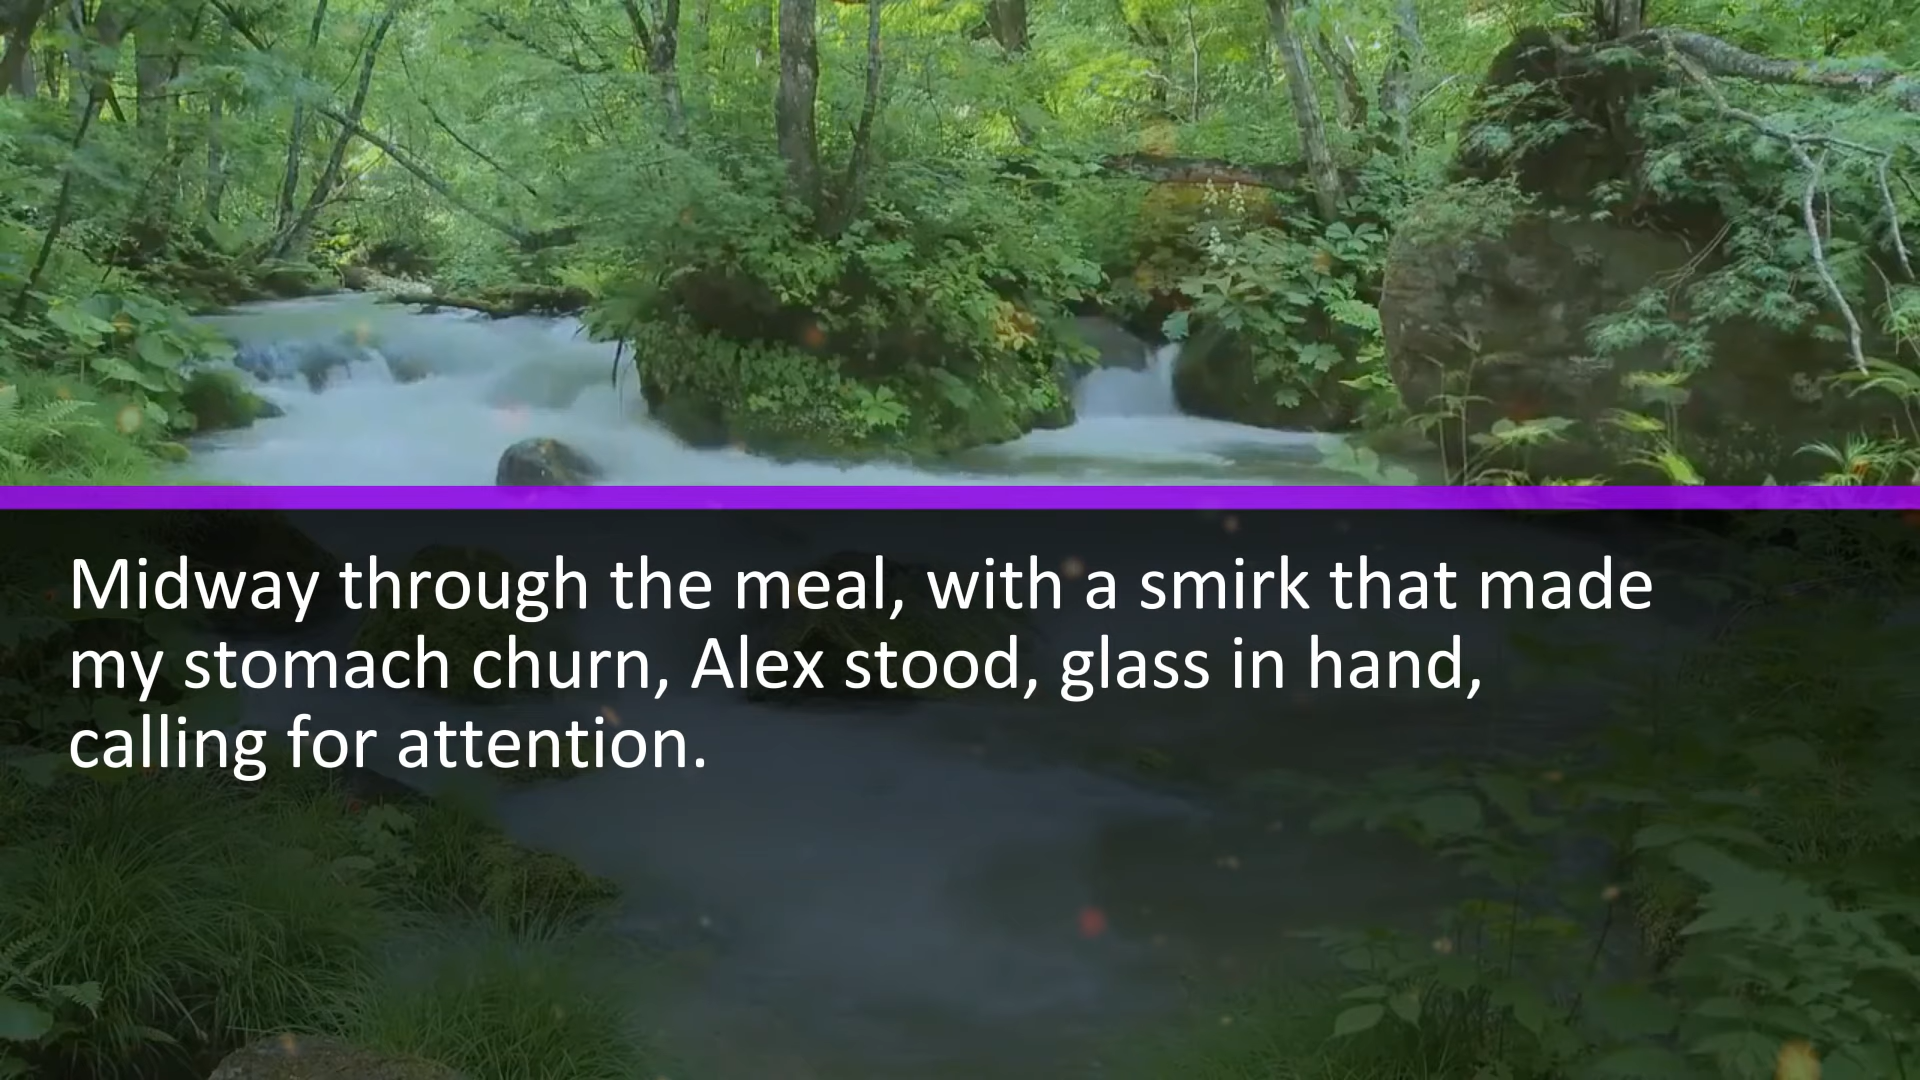 Midway through the meal, with a smirk that made
my stomach churn, Alex stood, glass in hand,
calling for attention.